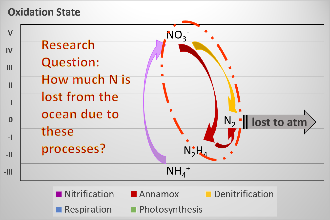 Oxidation State
V
IV
III
II
I
0
-I
-II
-III
Research
Question:
How much N is
lost from the
ocean due to
these
processes?
NO3
N2
N2H4
NH4+
lost to atm
Nitrification
Anammox
Denitrification
Respiration
Photosynthesis